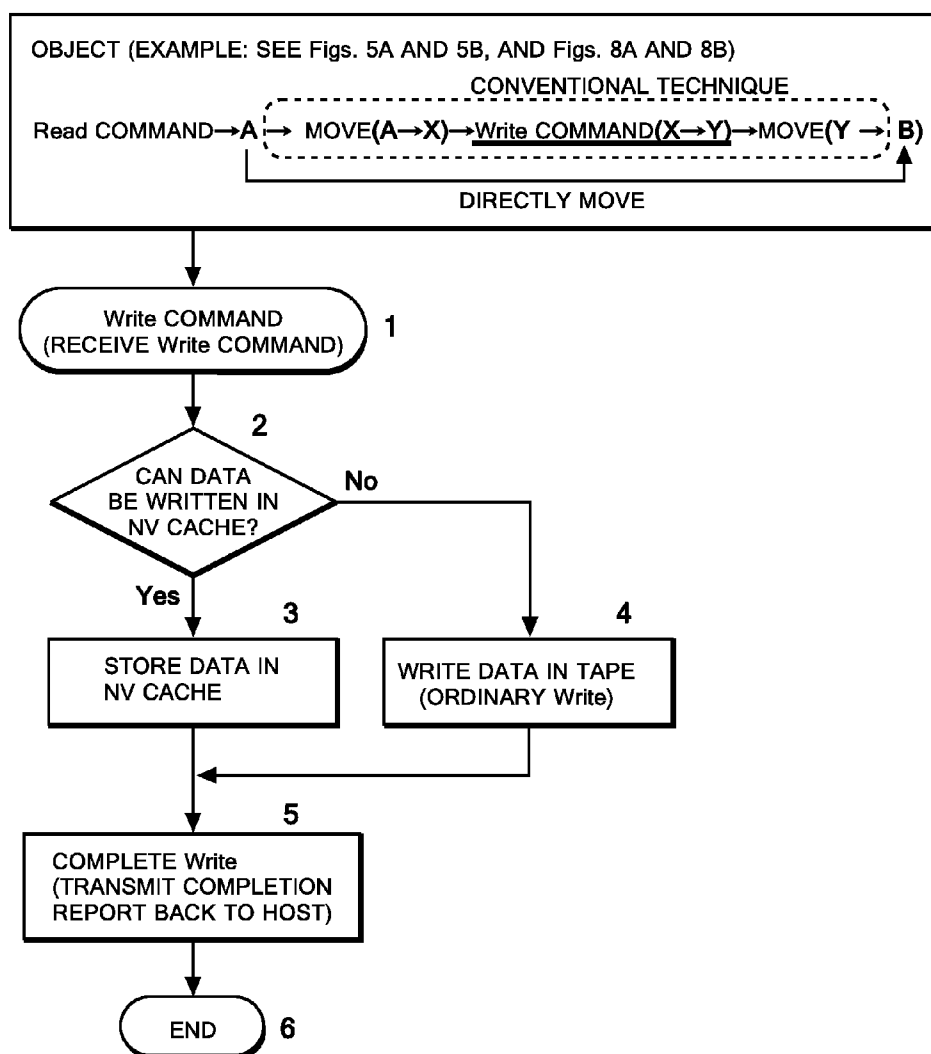 OBJECT (EXAMPLE: SEE Figs. 5A AND 5B, AND Figs. 8A AND 8B)
CONVENTIONAL TECHNIQUE
Read COMMAND→A→ MOVE(A→X)→Write COMMAND(X→Y)→MOVE(Y → B)
DIRECTLY MOVE
Write COMMAND
(RECEIVE Write COMMAND)
1
2
CAN DATA
BE WRITTEN IN
NV CACHE?
No
Yes
3
STORE DATA IN
NV CACHE
4
WRITE DATA IN TAPE
(ORDINARY Write)
5
COMPLETE Write
(TRANSMIT COMPLETION
REPORT BACK TO HOST)
END
6